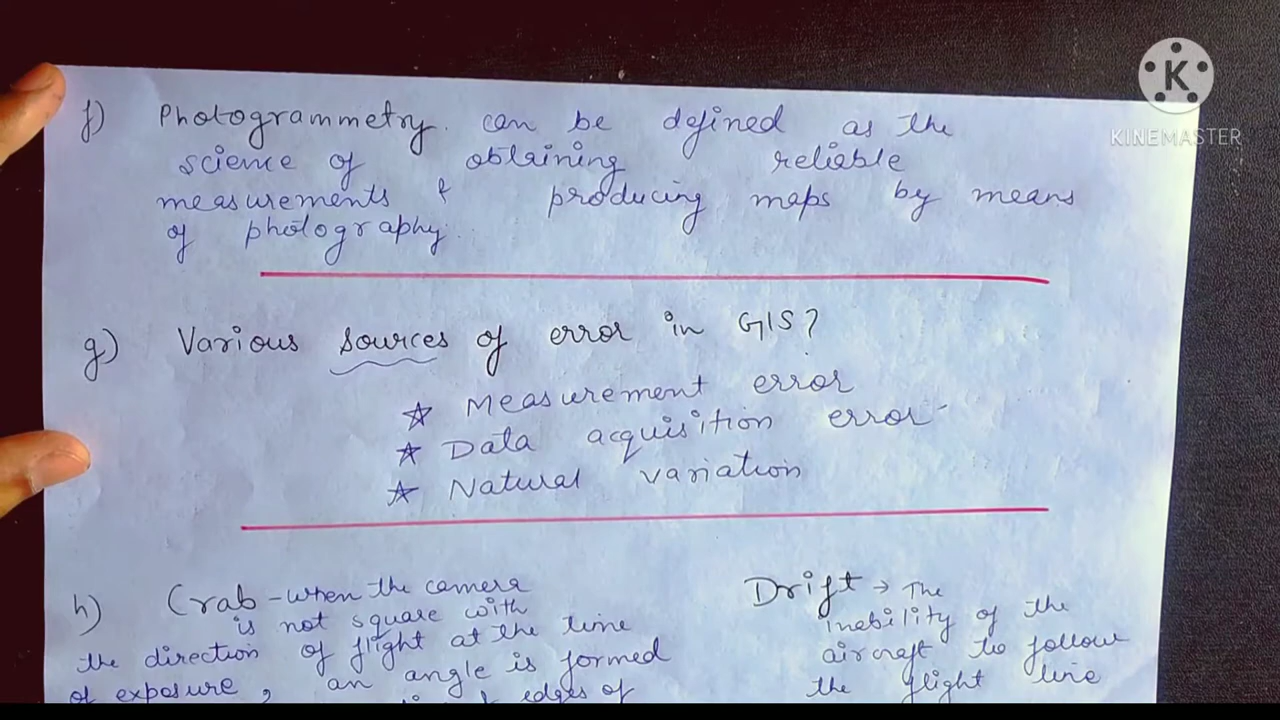 K
KINEMASTER
f) Photogrammetry can be defined as the
science of obtaining reliable
measurements & producing maps by means
of photography.
g) Various sources of error in GIS?
☆ Measurement error
☆ Data acquisition error
☆ Natural variation
h) Crab - when the camera
is not square with
the direction of flight at the time
of exposure, an angle is formed
edges of
Drift → The
inability of the
aircraft to follow
the flight line